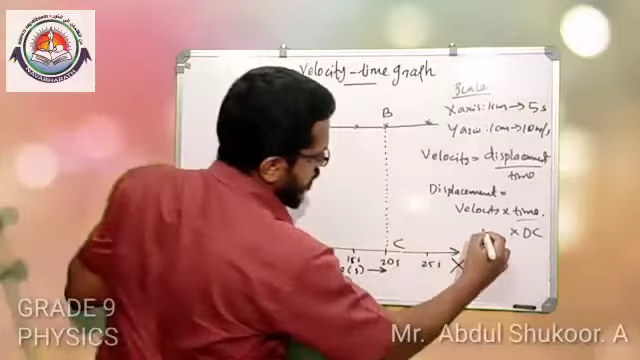 NAVABHARATH
Velocity-time graph
Scale
X axis: 1cm → 5s
Y axis: 1cm → 10m/s
B
Velocity = displacement
time
Displacement =
Velocity × time.
× DC
C
15s 20s 25s X
(s) →
GRADE 9
PHYSICS
Mr. Abdul Shukoor. A